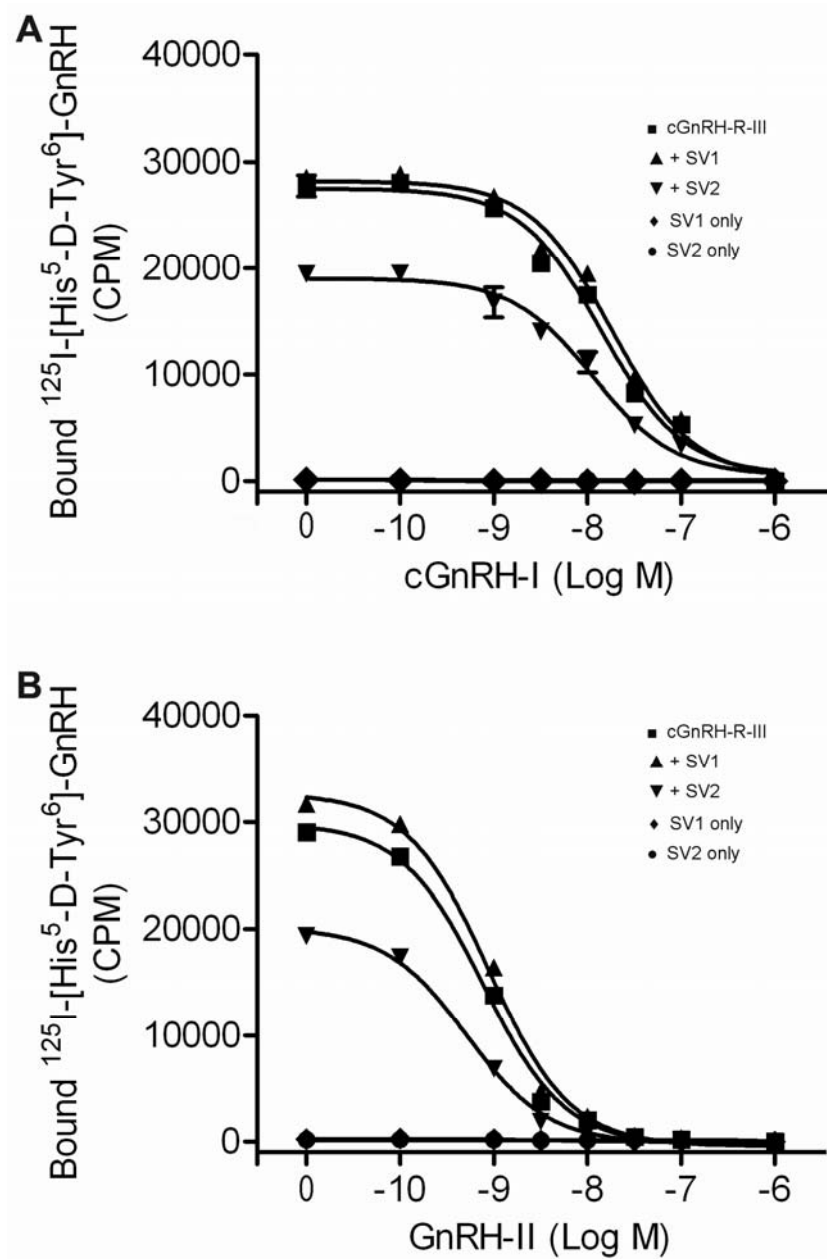 A
Bound ¹²⁵I-[His⁵-D-Tyr⁶]-GnRH
(CPM)
40000
30000
20000
10000
0
cGnRH-R-III
+ SV1
+ SV2
SV1 only
SV2 only
0 -10 -9 -8 -7 -6
cGnRH-I (Log M)
B
Bound ¹²⁵I-[His⁵-D-Tyr⁶]-GnRH
(CPM)
40000
30000
20000
10000
0
cGnRH-R-III
+ SV1
+ SV2
SV1 only
SV2 only
0 -10 -9 -8 -7 -6
GnRH-II (Log M)